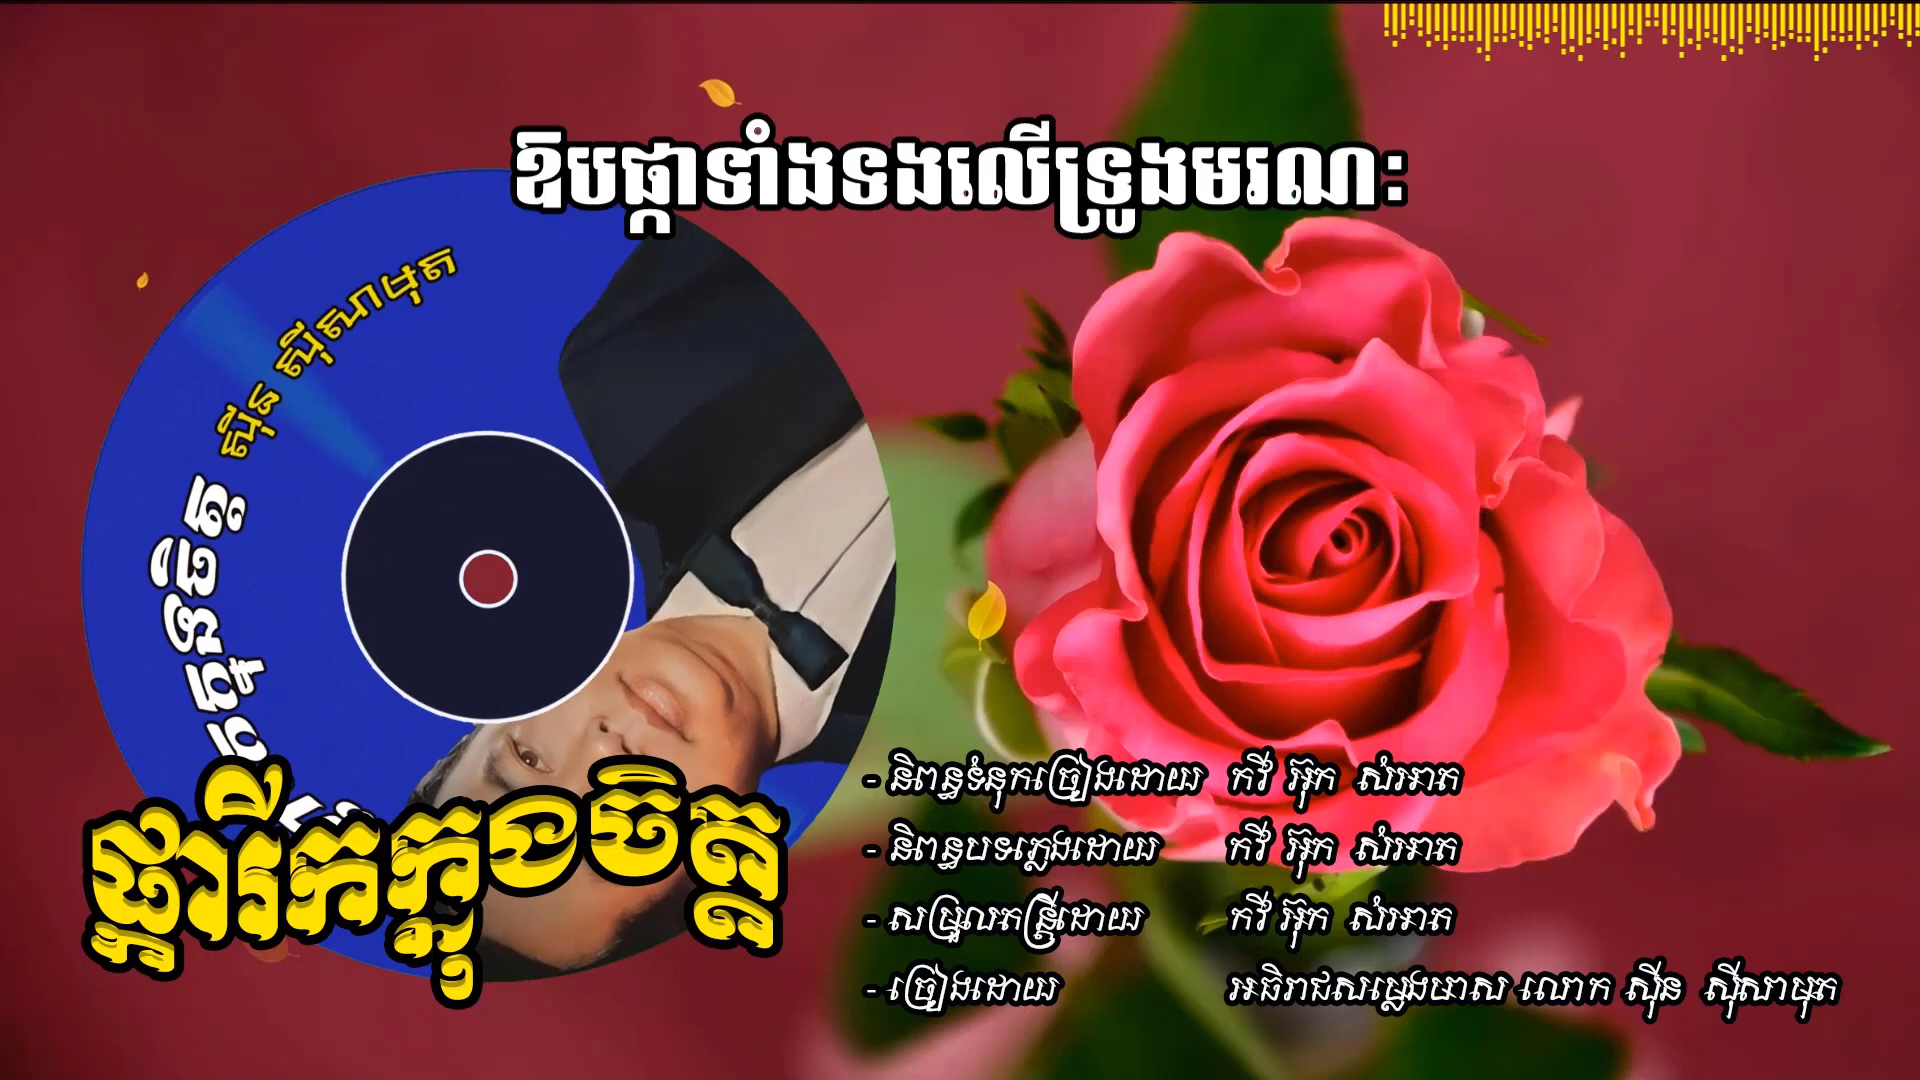 ឱបផ្កាទាំងទងលើទ្រូងមរណៈ
ស៊ីន ស៊ីសាមុត
ផ្ការីកក្នុងចិត្ត
- និពន្ធទំនុកច្រៀងដោយ កវី អ៊ុក សំអាត
- និពន្ធបទភ្លេងដោយ កវី អ៊ុក សំអាត
- សម្រួលតន្ត្រីដោយ កវី អ៊ុក សំអាត
- ច្រៀងដោយ អធិរាជសម្លេងមាស លោក ស៊ីន ស៊ីសាមុត